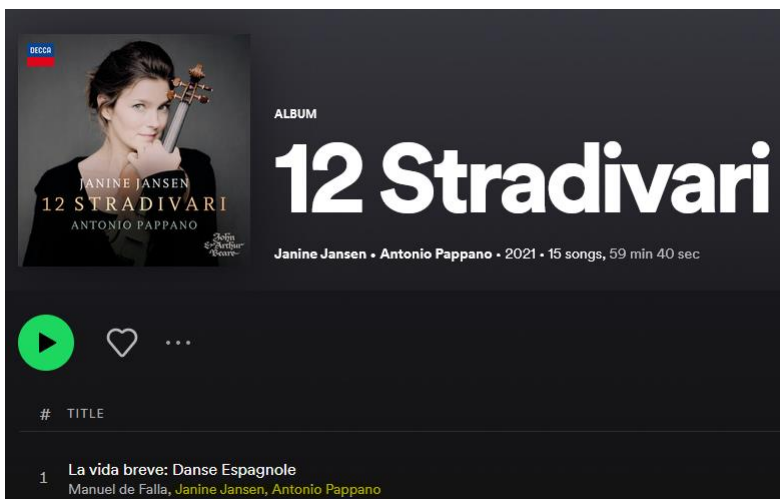 DECCA
JANINE JANSEN
12 STRADIVARI
ANTONIO PAPPANO
John
& Arthur
Beare
ALBUM
12 Stradivari
Janine Jansen • Antonio Pappano • 2021 • 15 songs, 59 min 40 sec
# TITLE
1 La vida breve: Danse Espagnole
Manuel de Falla, Janine Jansen, Antonio Pappano